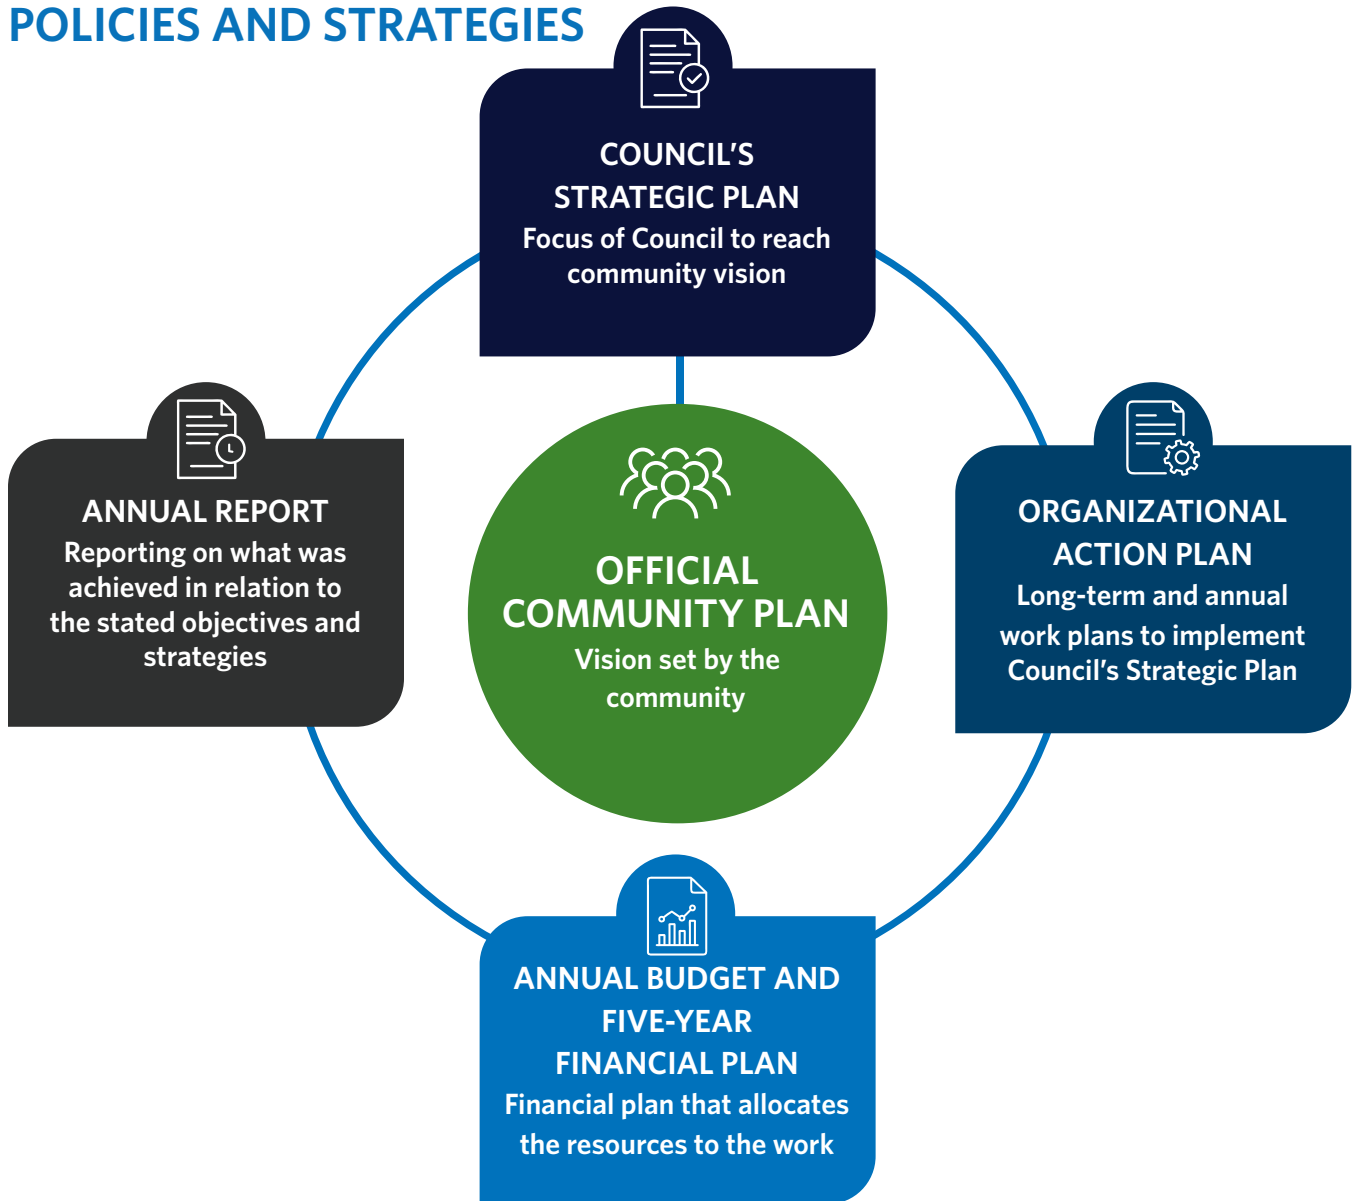 POLICIES AND STRATEGIES
COUNCIL'S
STRATEGIC PLAN
Focus of Council to reach
community vision
ANNUAL REPORT
Reporting on what was
achieved in relation to
the stated objectives and
strategies
OFFICIAL
COMMUNITY PLAN
Vision set by the
community
ORGANIZATIONAL
ACTION PLAN
Long-term and annual
work plans to implement
Council's Strategic Plan
ANNUAL BUDGET AND
FIVE-YEAR
FINANCIAL PLAN
Financial plan that allocates
the resources to the work